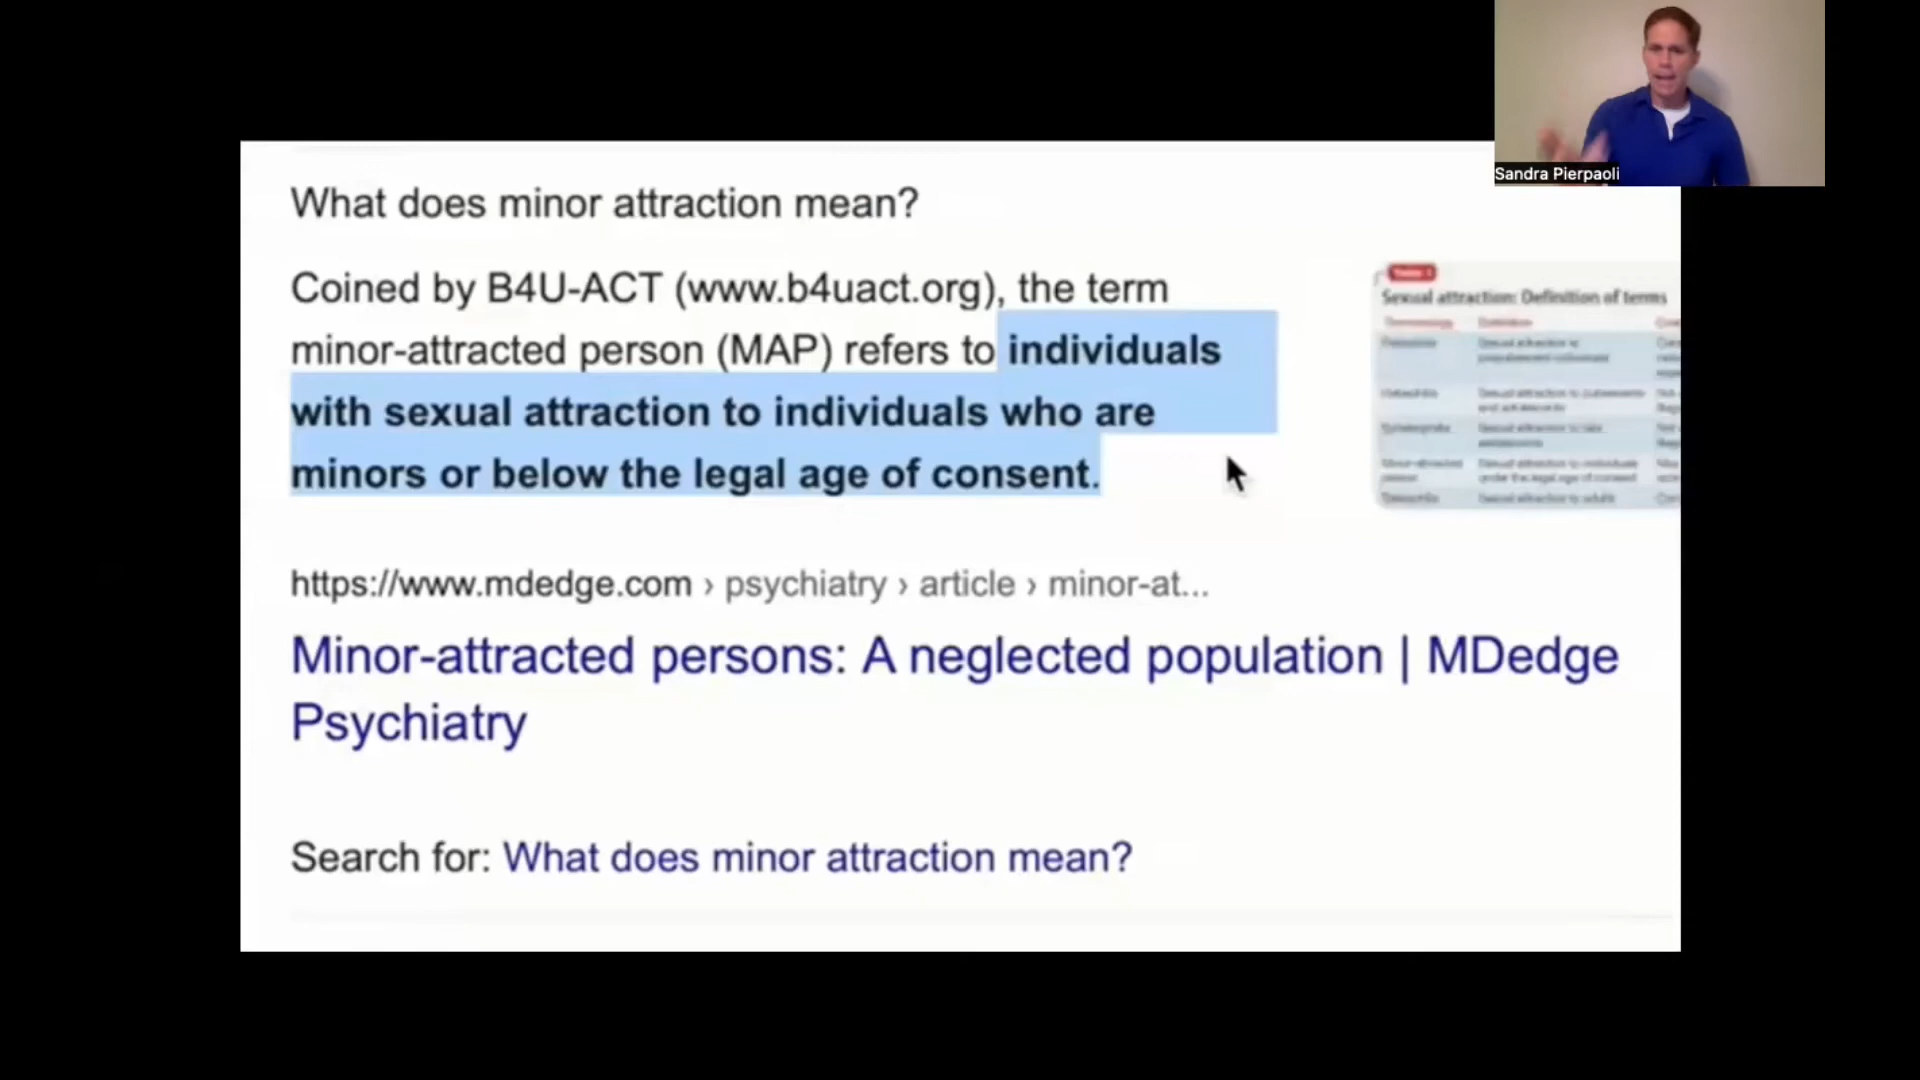 Sandra Pierpaoli
What does minor attraction mean?
Coined by B4U-ACT (www.b4uact.org), the term
minor-attracted person (MAP) refers to individuals
with sexual attraction to individuals who are
minors or below the legal age of consent.
Sexual attraction: Definition of terms
https://www.mdedge.com › psychiatry › article › minor-at...
Minor-attracted persons: A neglected population | MDedge
Psychiatry
Search for: What does minor attraction mean?